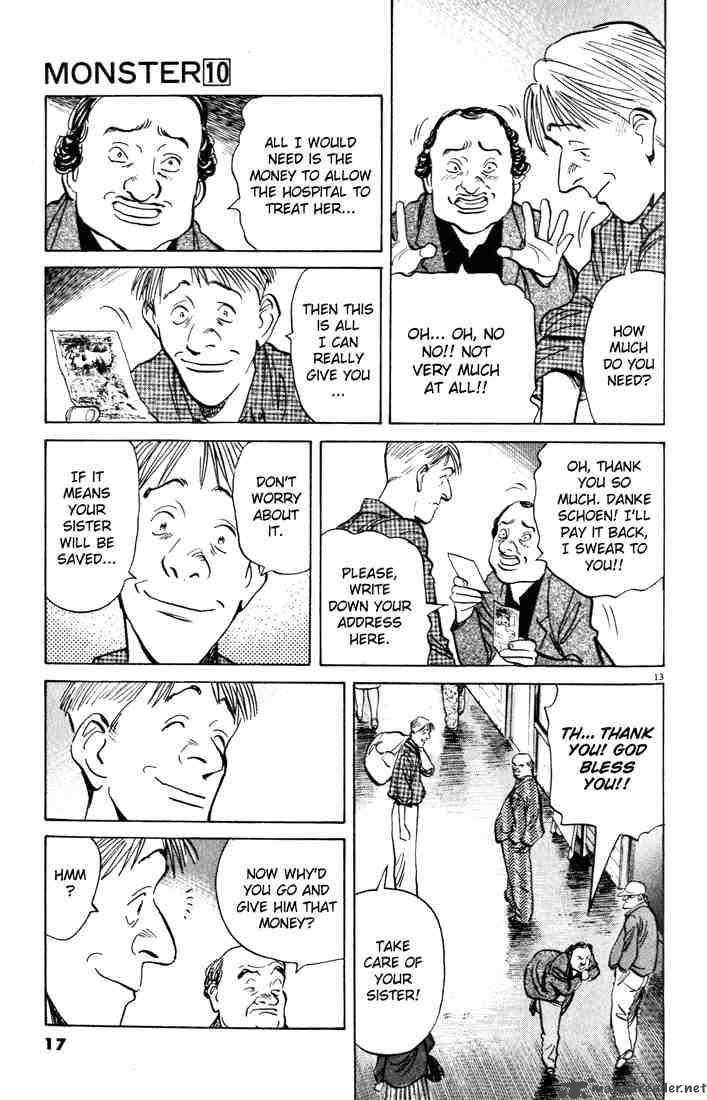 MONSTER 10
ALL I
WOULD
NEED IS THE
MONEY TO ALLOW
THE HOSPITAL TO
TREAT HER...
HOW
MUCH
DO YOU
NEED?
OH... OH, NO
NO!! NOT
VERY MUCH
AT ALL!!
THEN THIS
IS ALL
I CAN
REALLY
GIVE YOU
...
DON'T
WORRY
ABOUT
IT.
IF IT
MEANS
YOUR
SISTER
WILL BE
SAVED...
OH, THANK
YOU SO
MUCH. DANKE
SCHOEN! I'LL
PAY IT BACK,
I SWEAR TO
YOU!!
PLEASE,
WRITE
DOWN YOUR
ADDRESS
HERE.
13
TH... THANK
YOU! GOD
BLESS
YOU!!
TAKE
CARE OF
YOUR
SISTER!
HMM
?
NOW WHY'D
YOU GO AND
GIVE HIM THAT
MONEY?
17